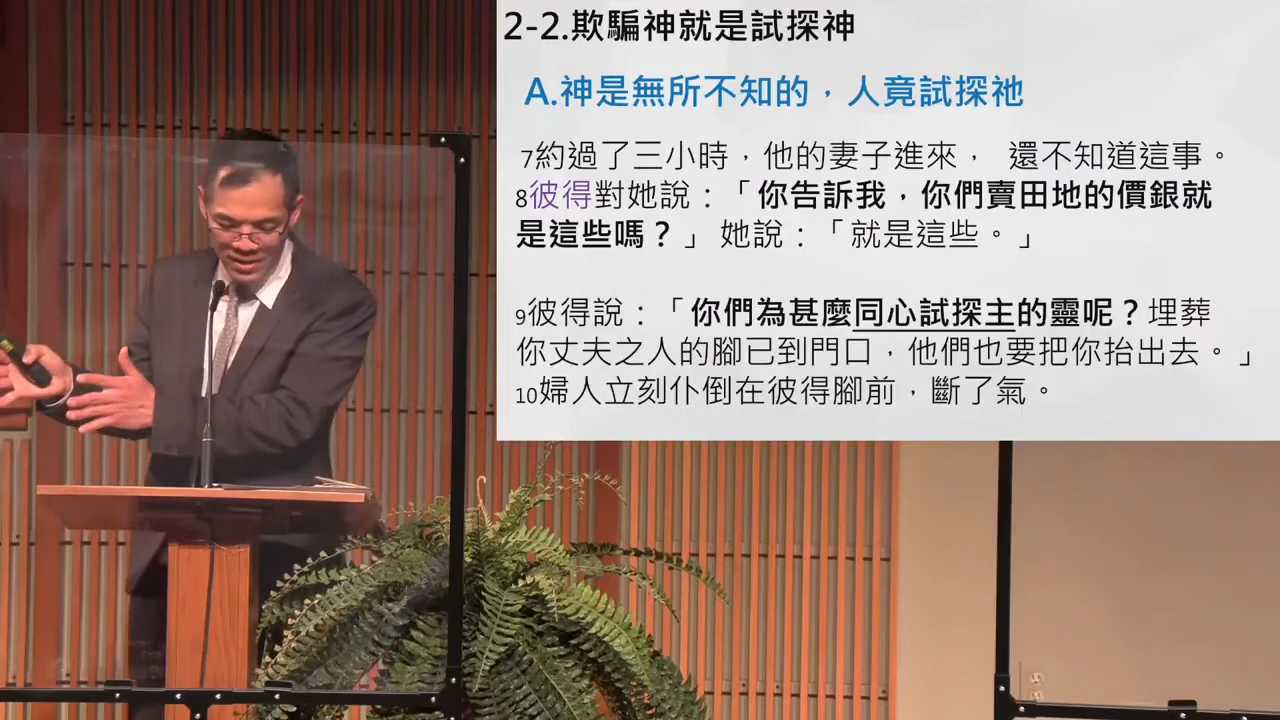 2-2.欺騙神就是試探神
A.神是無所不知的，人竟試探祂
7約過了三小時，他的妻子進來， 還不知道這事。
8彼得對她說：「你告訴我，你們賣田地的價銀就
是這些嗎？」 她說：「就是這些。」
9彼得說：「你們為甚麼同心試探主的靈呢？埋葬
你丈夫之人的腳已到門口，他們也要把你抬出去。」
10婦人立刻仆倒在彼得腳前，斷了氣。